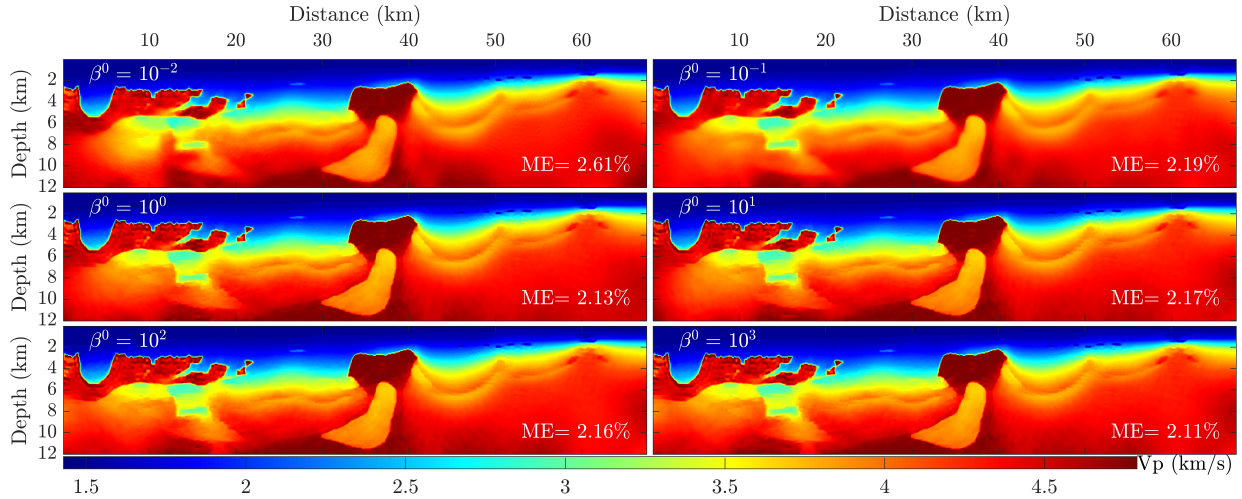 Distance (km) Distance (km)
10 20 30 40 50 60 10 20 30 40 50 60
Depth (km)
2
4
6
8
10
12
β⁰ = 10⁻²
ME= 2.61%
β⁰ = 10⁻¹
ME= 2.19%
Depth (km)
2
4
6
8
10
12
β⁰ = 10⁰
ME= 2.13%
β⁰ = 10¹
ME= 2.17%
Depth (km)
2
4
6
8
10
12
β⁰ = 10²
ME= 2.16%
β⁰ = 10³
ME= 2.11%
Vp (km/s)
1.5 2 2.5 3 3.5 4 4.5